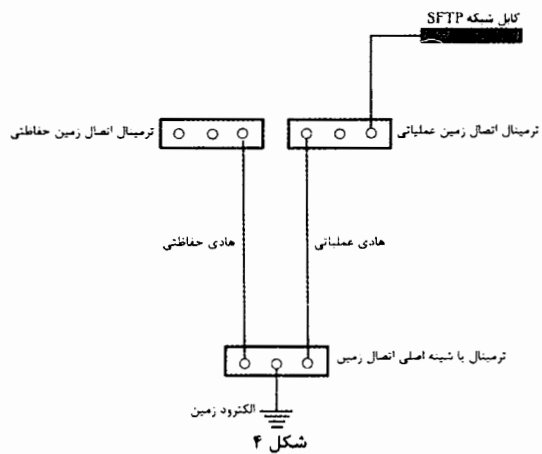 کابل شبکه SFTP
ترمینال اتصال زمین عملیاتی
ترمینال اتصال زمین حفاظتی
هادی عملیاتی
هادی حفاظتی
ترمینال یا شینه اصلی اتصال زمین
الکترود زمین
شکل ۴